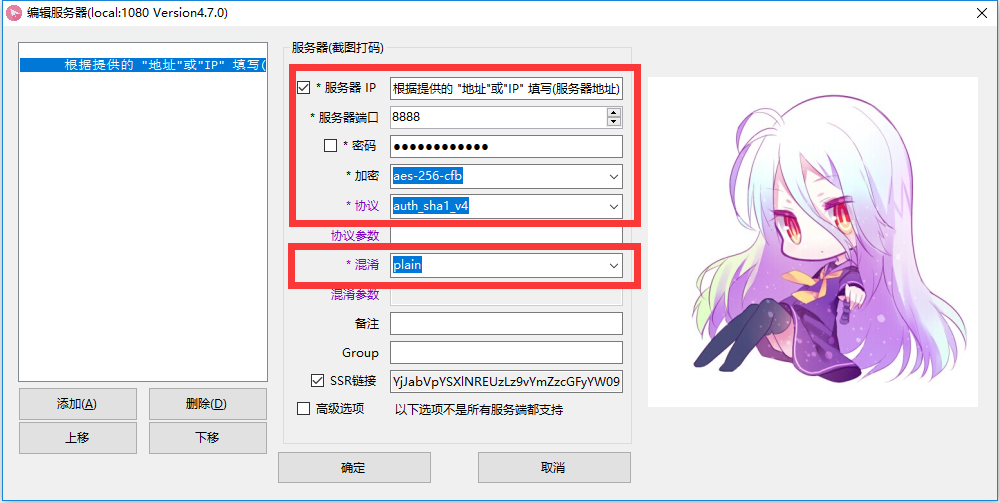 编辑服务器(local:1080 Version4.7.0)
根据提供的 "地址"或"IP" 填写(
服务器(截图打码)
* 服务器 IP 根据提供的 "地址"或"IP" 填写(服务器地址)
* 服务器端口 8888
* 密码 ●●●●●●●●●●●●
* 加密 aes-256-cfb
* 协议 auth_sha1_v4
协议参数
* 混淆 plain
混淆参数
备注
Group
SSR链接 YjJabVpYSXlNREUzLz9vYmZzcGFyYW09
高级选项 以下选项不是所有服务端都支持
添加(A) 删除(D)
上移 下移
确定 取消